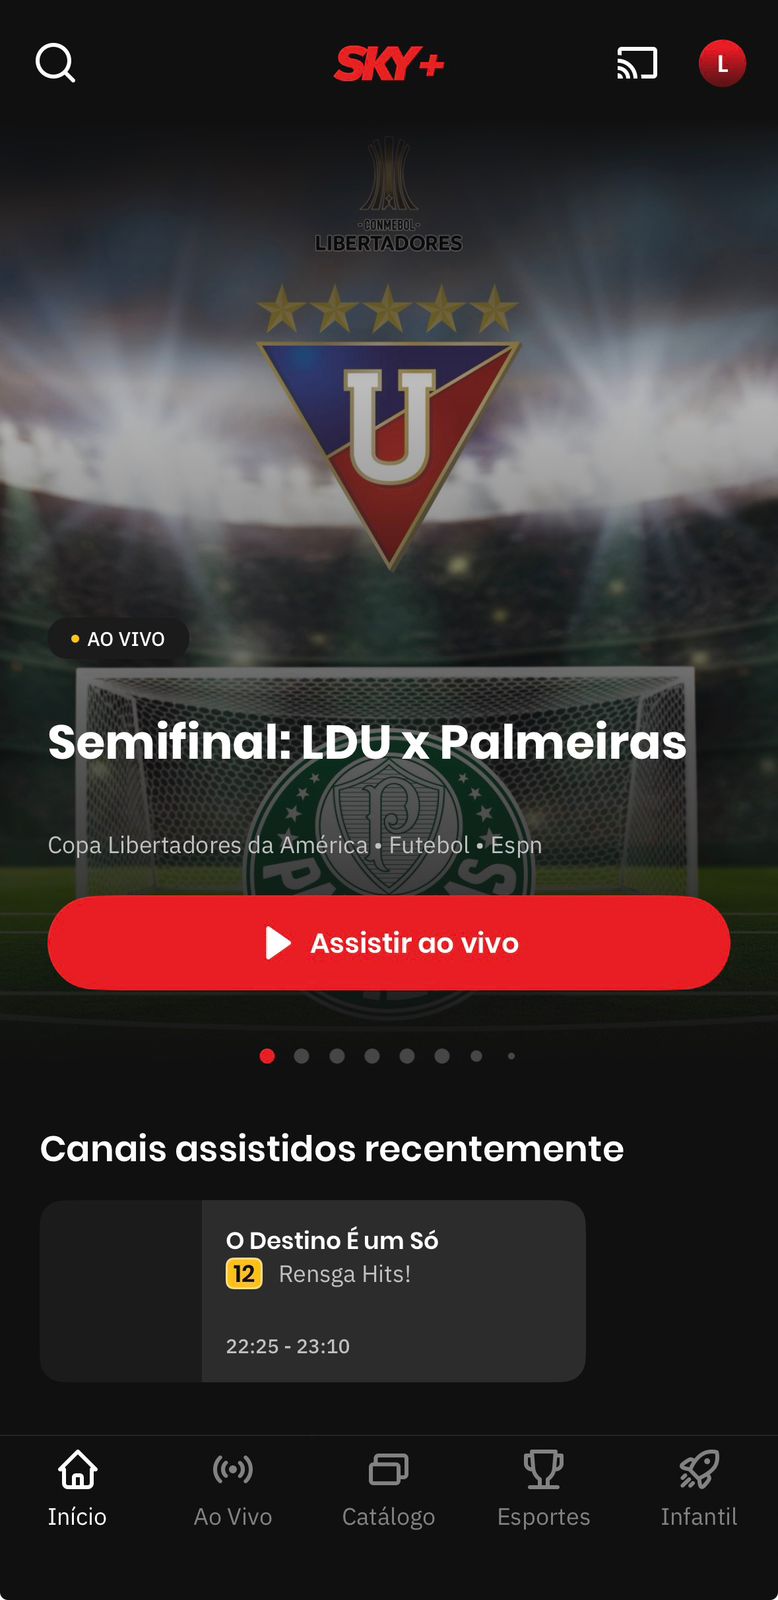 SKY+
L
·CONMEBOL·
LIBERTADORES
U
AO VIVO
Semifinal: LDU x Palmeiras
P
Copa Libertadores da América • Futebol • Espn
Assistir ao vivo
Canais assistidos recentemente
O Destino É um Só
12 Rensga Hits!
22:25 - 23:10
Início
Ao Vivo
Catálogo
Esportes
Infantil